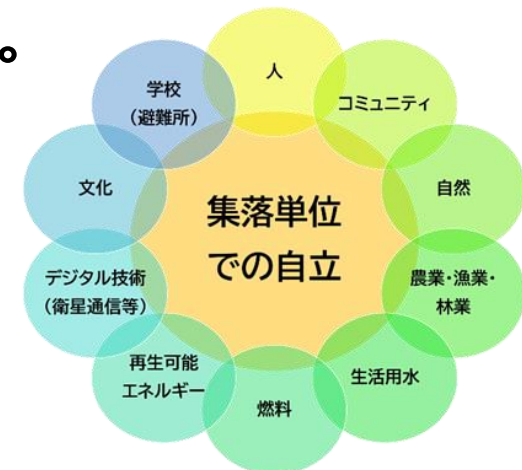 。
人
コミュニティ
自然
農業・漁業・
林業
生活用水
燃料
再生可能
エネルギー
デジタル技術
(衛星通信等)
文化
学校
(避難所)
集落単位
での自立